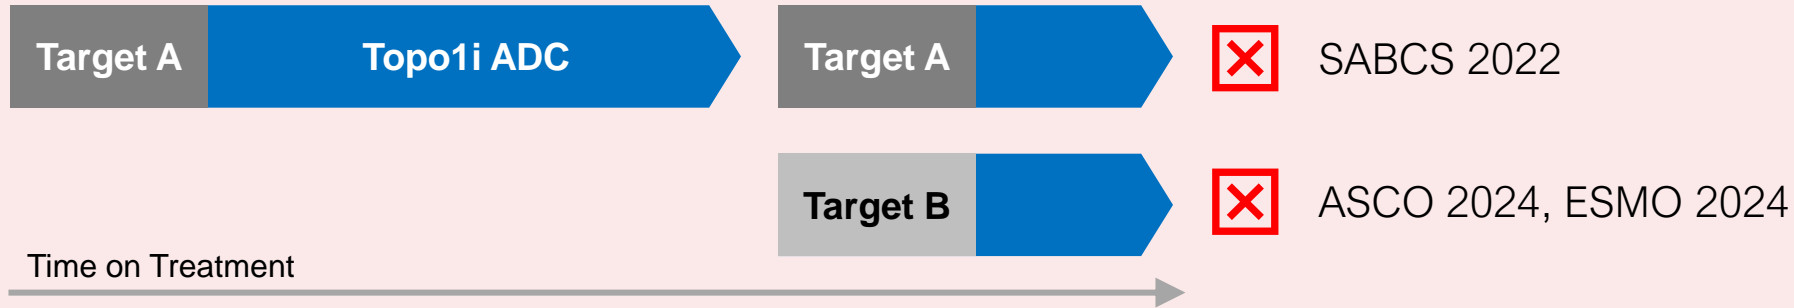 Target A Topo1i ADC Target A SABCS 2022
Target B ASCO 2024, ESMO 2024
Time on Treatment